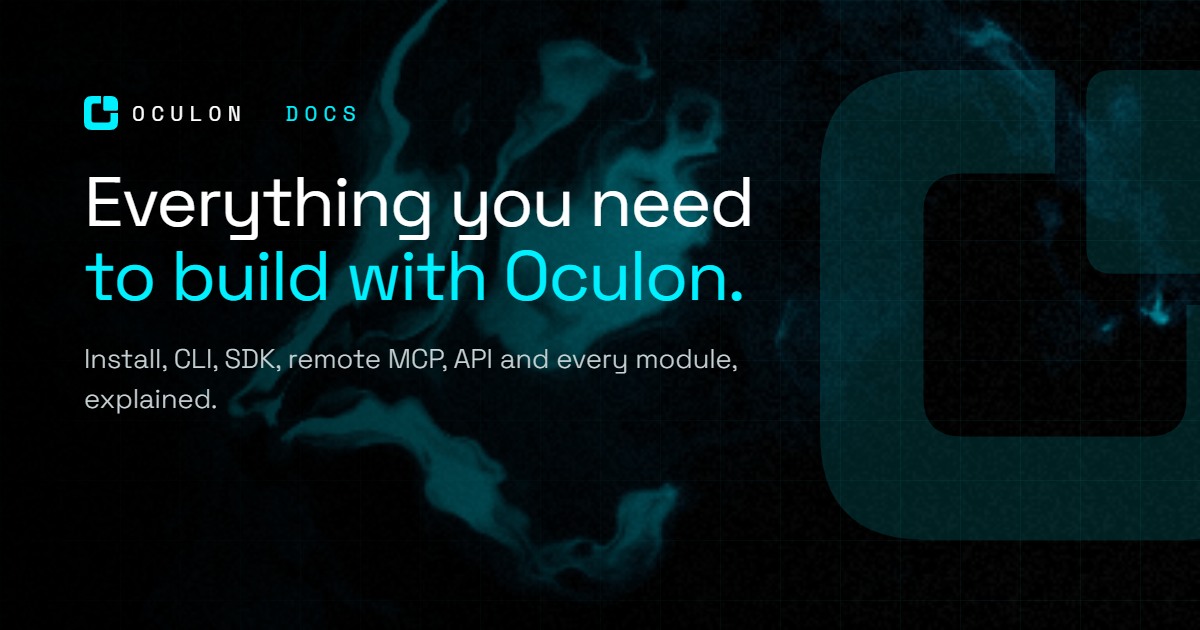 OCULON DOCS
Everything you need
to build with Oculon.
Install, CLI, SDK, remote MCP, API and every module,
explained.